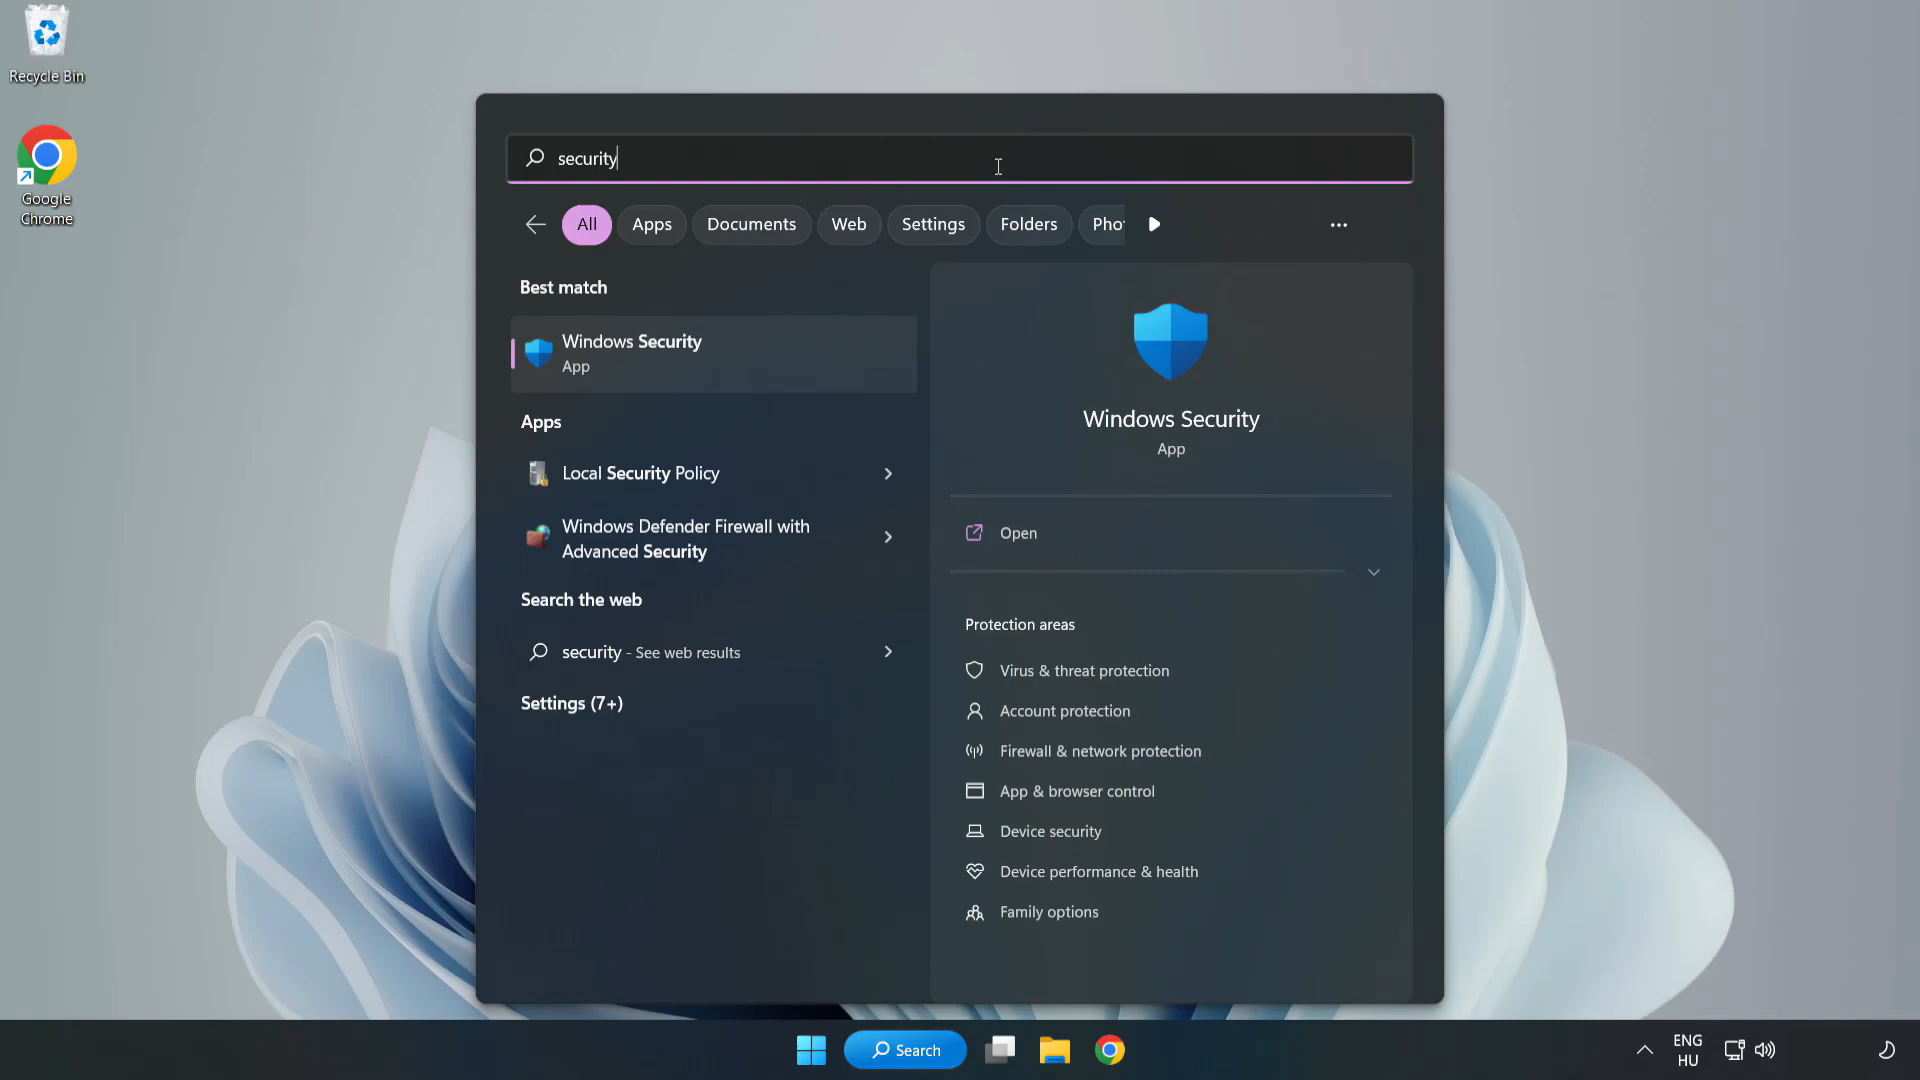 Recycle Bin
Google
Chrome
security
All
Apps
Documents
Web
Settings
Folders
Best match
Windows Security
App
Apps
Local Security Policy
Windows Defender Firewall with
Advanced Security
Search the web
security - See web results
Settings (7+)
Windows Security
App
Open
Protection areas
Virus & threat protection
Account protection
Firewall & network protection
App & browser control
Device security
Device performance & health
Family options
Search
ENG
HU